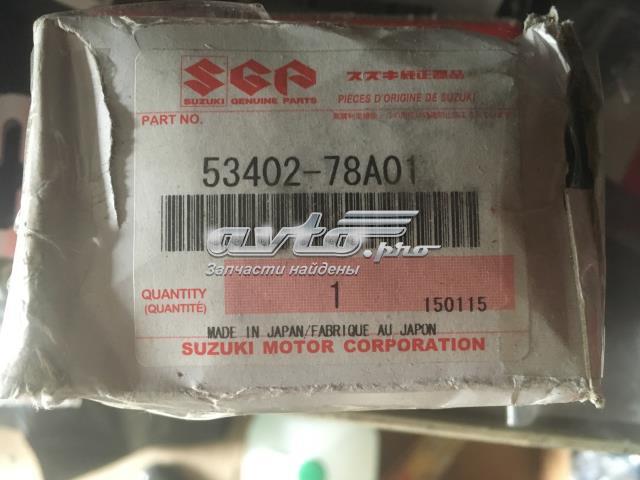 SGP
SUZUKI GENUINE PARTS
スズキ純正部品
PIÈCES D'ORIGINE DE SUZUKI
PART NO.
53402-78A01
avto.pro
Запчасти найдены
QUANTITY
(QUANTITÉ)
1
150115
MADE IN JAPAN/FABRIQUE AU JAPON
SUZUKI MOTOR CORPORATION